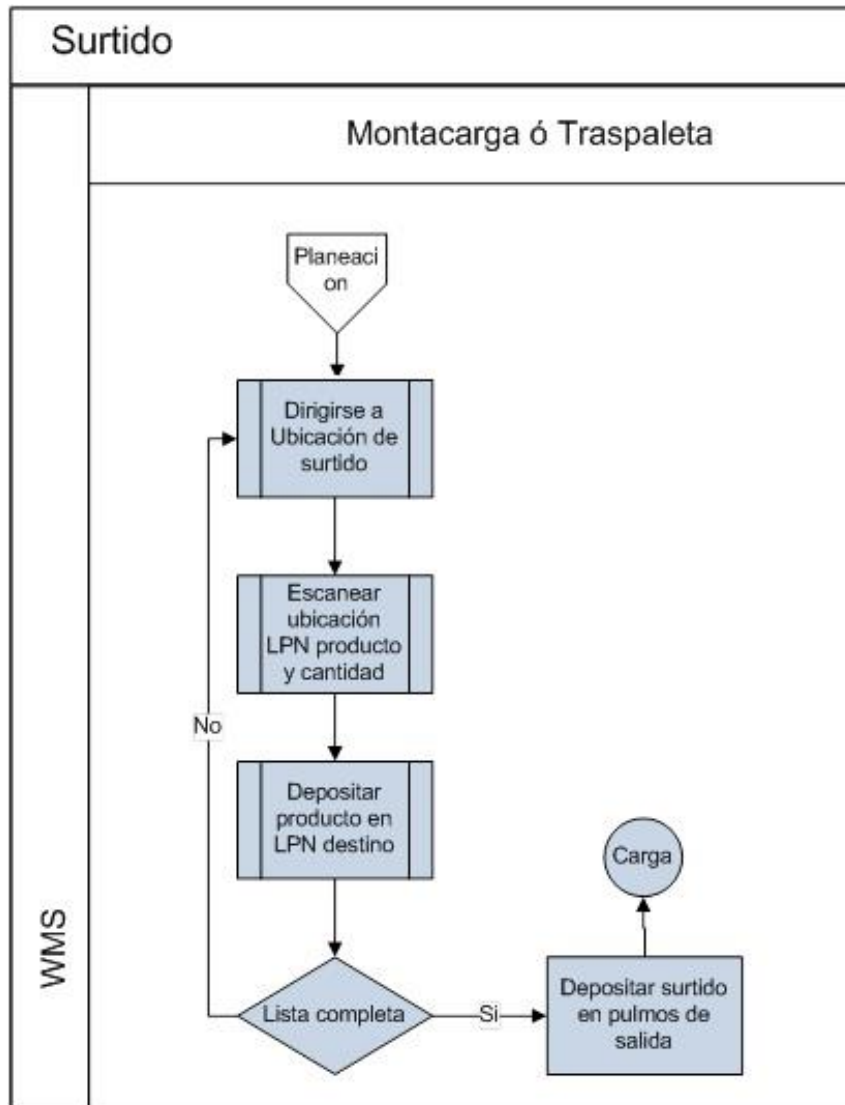 Surtido
Montacarga ó Traspaleta
WMS
Planeaci
on
Dirigirse a
Ubicación de
surtido
Escanear
ubicación
LPN producto
y cantidad
No
Depositar
producto en
LPN destino
Carga
Lista completa
Si
Depositar surtido
en pulmos de
salida